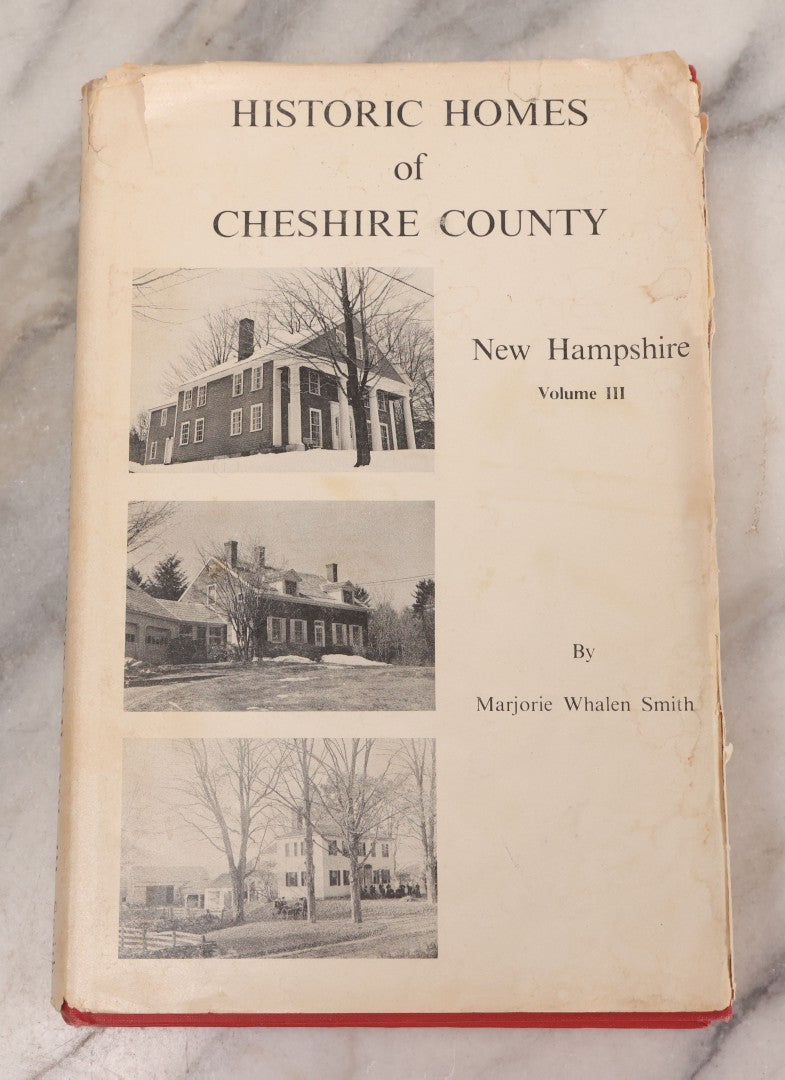 HISTORIC HOMES
of
CHESHIRE COUNTY
New Hampshire
Volume III
By
Marjorie Whalen Smith